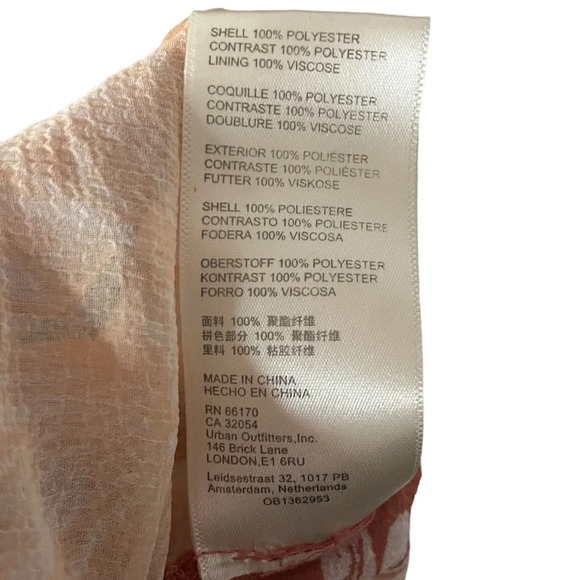 SHELL 100% POLYESTER
CONTRAST 100% POLYESTER
LINING 100% VISCOSE
COQUILLE 100% POLYESTER
CONTRASTE 100% POLYESTER
DOUBLURE 100% VISCOSE
EXTERIOR 100% POLIÉSTER
CONTRASTE 100% POLIÉSTER
FUTTER 100% VISKOSE
SHELL 100% POLIESTERE
CONTRASTO 100% POLIESTERE
FODERA 100% VISCOSA
OBERSTOFF 100% POLYESTER
KONTRAST 100% POLYESTER
FORRO 100% VISCOSA
面料 100% 聚酯纤维
拼色部分 100% 聚酯纤维
里料 100% 粘胶纤维
MADE IN CHINA
HECHO EN CHINA
RN 66170
CA 32054
Urban Outfitters,Inc.
146 Brick Lane
LONDON,E1 6RU
Leidsestraat 32, 1017 PB
Amsterdam, Netherlands
OB1362953